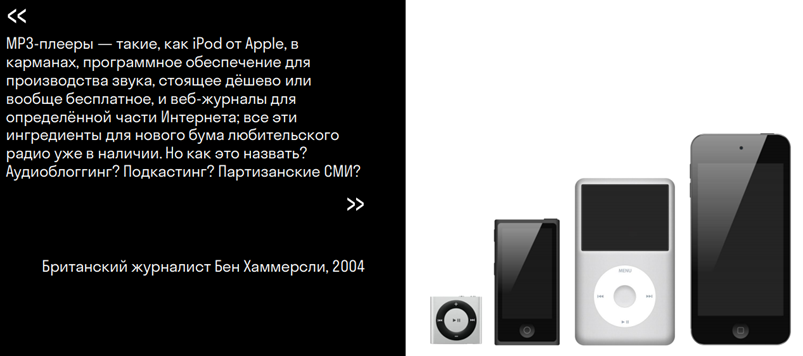 «
MP3-плееры — такие, как iPod от Apple, в
карманах, программное обеспечение для
производства звука, стоящее дёшево или
вообще бесплатное, и веб-журналы для
определённой части Интернета; все эти
ингредиенты для нового бума любительского
радио уже в наличии. Но как это назвать?
Аудиоблоггинг? Подкастинг? Партизанские СМИ?
»
Британский журналист Бен Хаммерсли, 2004
MENU